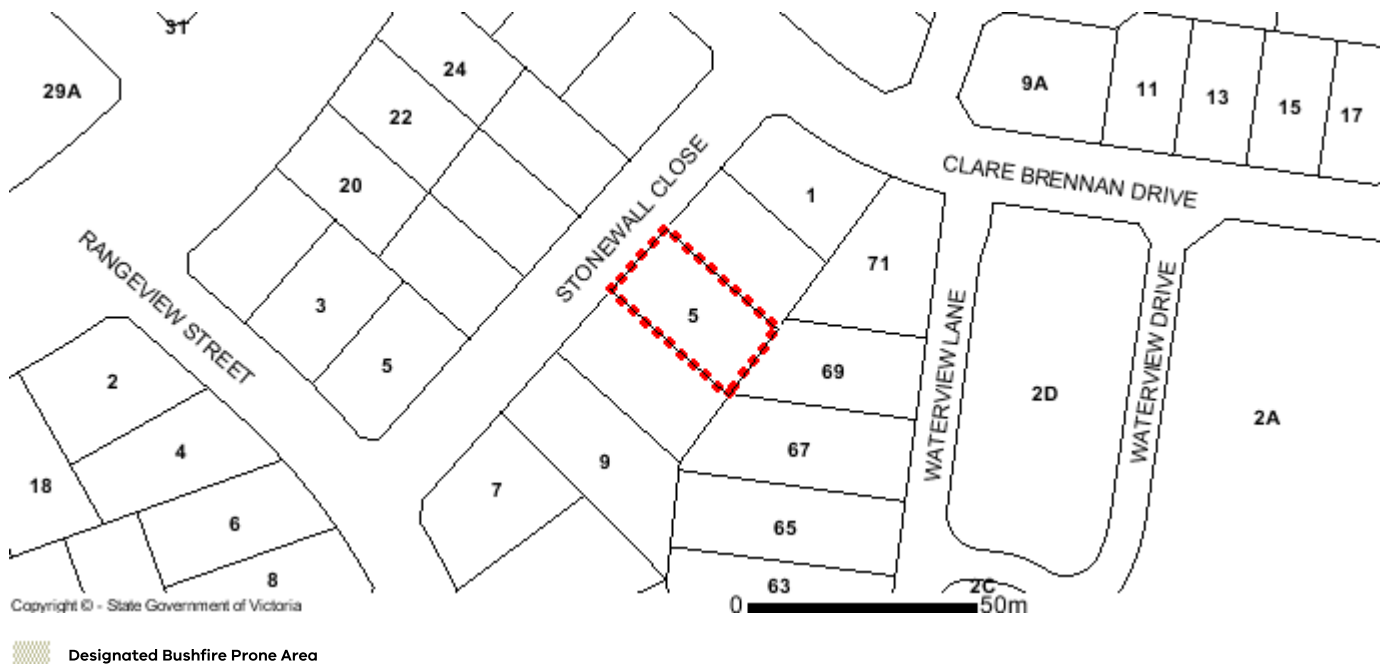 31
29A
24
22
20
3
5
RANGEVIEW STREET
STONEWALL CLOSE
9A
11
13
15
17
CLARE BRENNAN DRIVE
1
71
5
69
67
65
63
WATERVIEW LANE
2D
WATERVIEW DRIVE
2A
2C
2
4
18
6
8
7
9
Copyright © - State Government of Victoria
0 50m
Designated Bushfire Prone Area